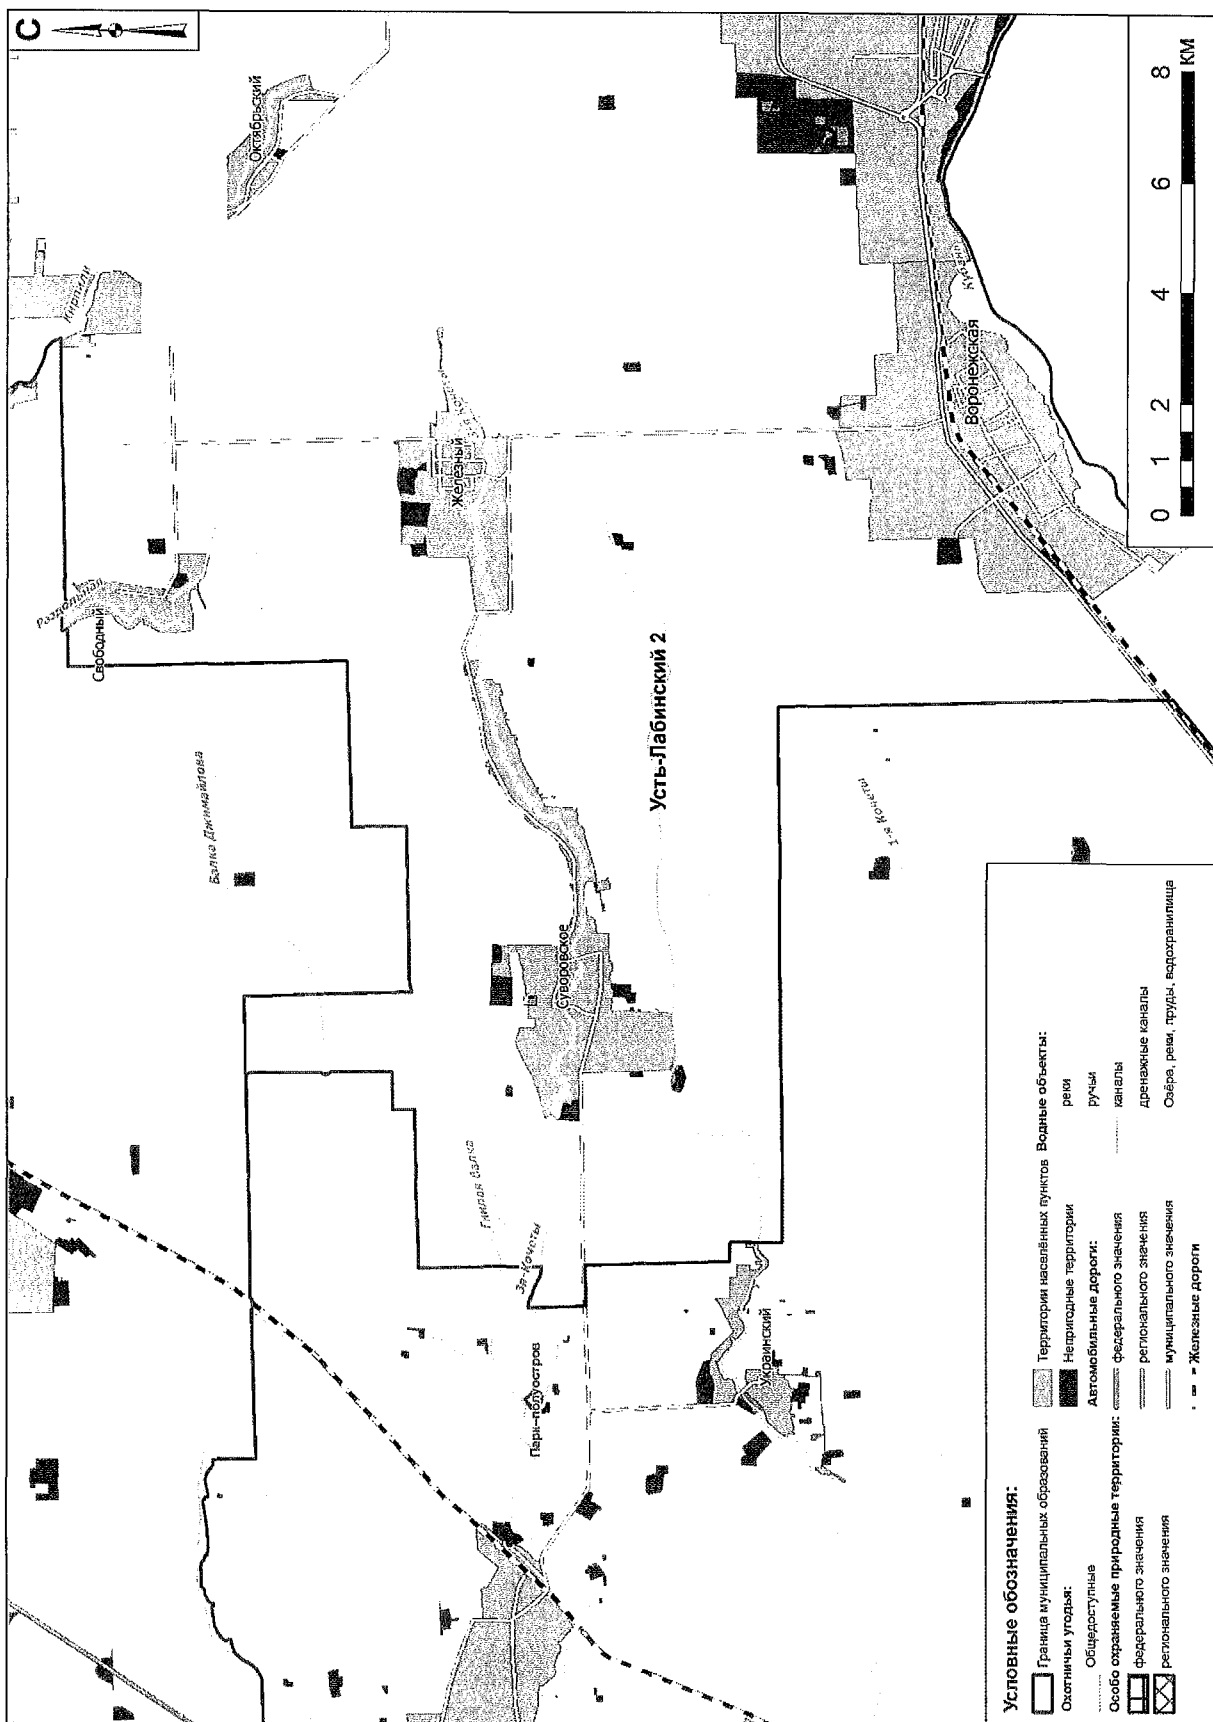 С
Октябрьский
Кирпили
Раздольная
Свободный
Железный
Балка Джимайлова
Усть-Лабинский 2
Суворовское
Воронежская
Кубань
1-я Кочеты
Гнилая балка
3-я Кочеты
Парк-полуостров
Украинский
0 1 2 4 6 8
КМ
Условные обозначения:
Граница муниципальных образований
Охотничьи угодья:
Общедоступные
Особо охраняемые природные территории:
федерального значения
регионального значения
Территории населённых пунктов
Непригодные территории
Автомобильные дороги:
федерального значения
регионального значения
муниципального значения
Железные дороги
Водные объекты:
реки
ручьи
каналы
дренажные каналы
Озёра, реки, пруды, водохранилища